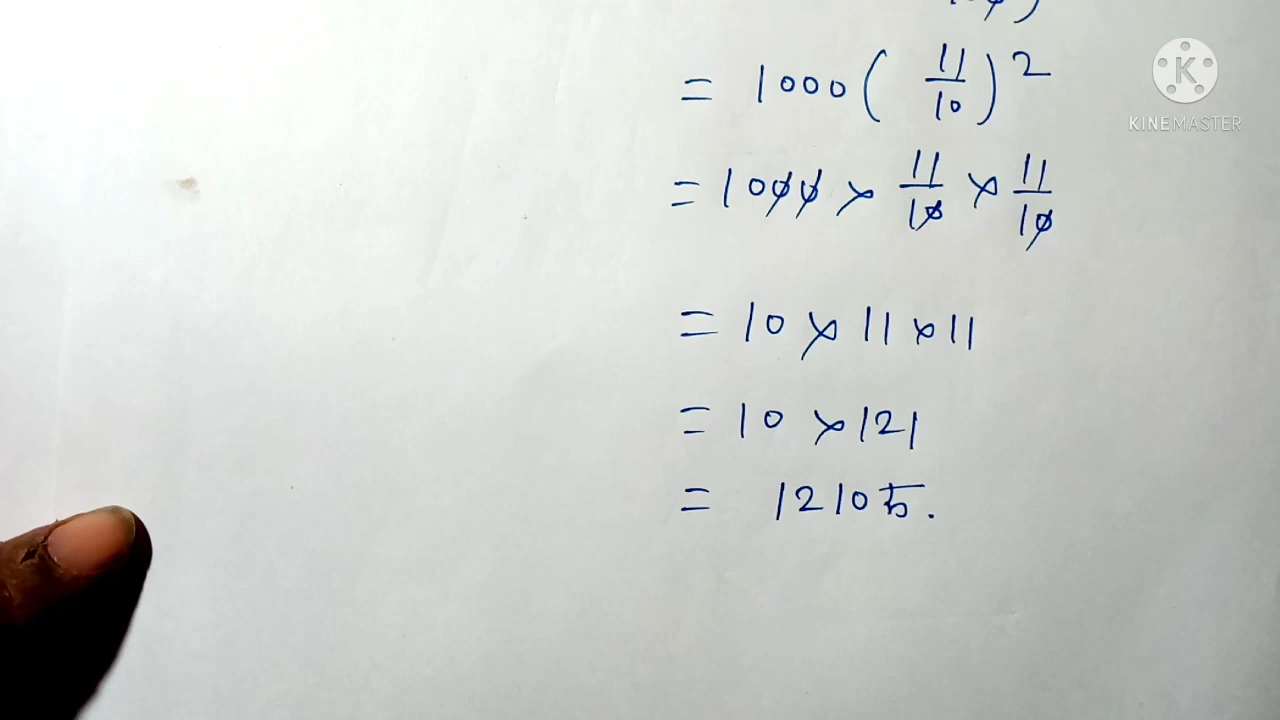 = 1000 ( 11/10 )²
= 1000 × 11/10 × 11/10
= 10 × 11 × 11
= 10 × 121
= 1210 ₹.
K
KINEMASTER